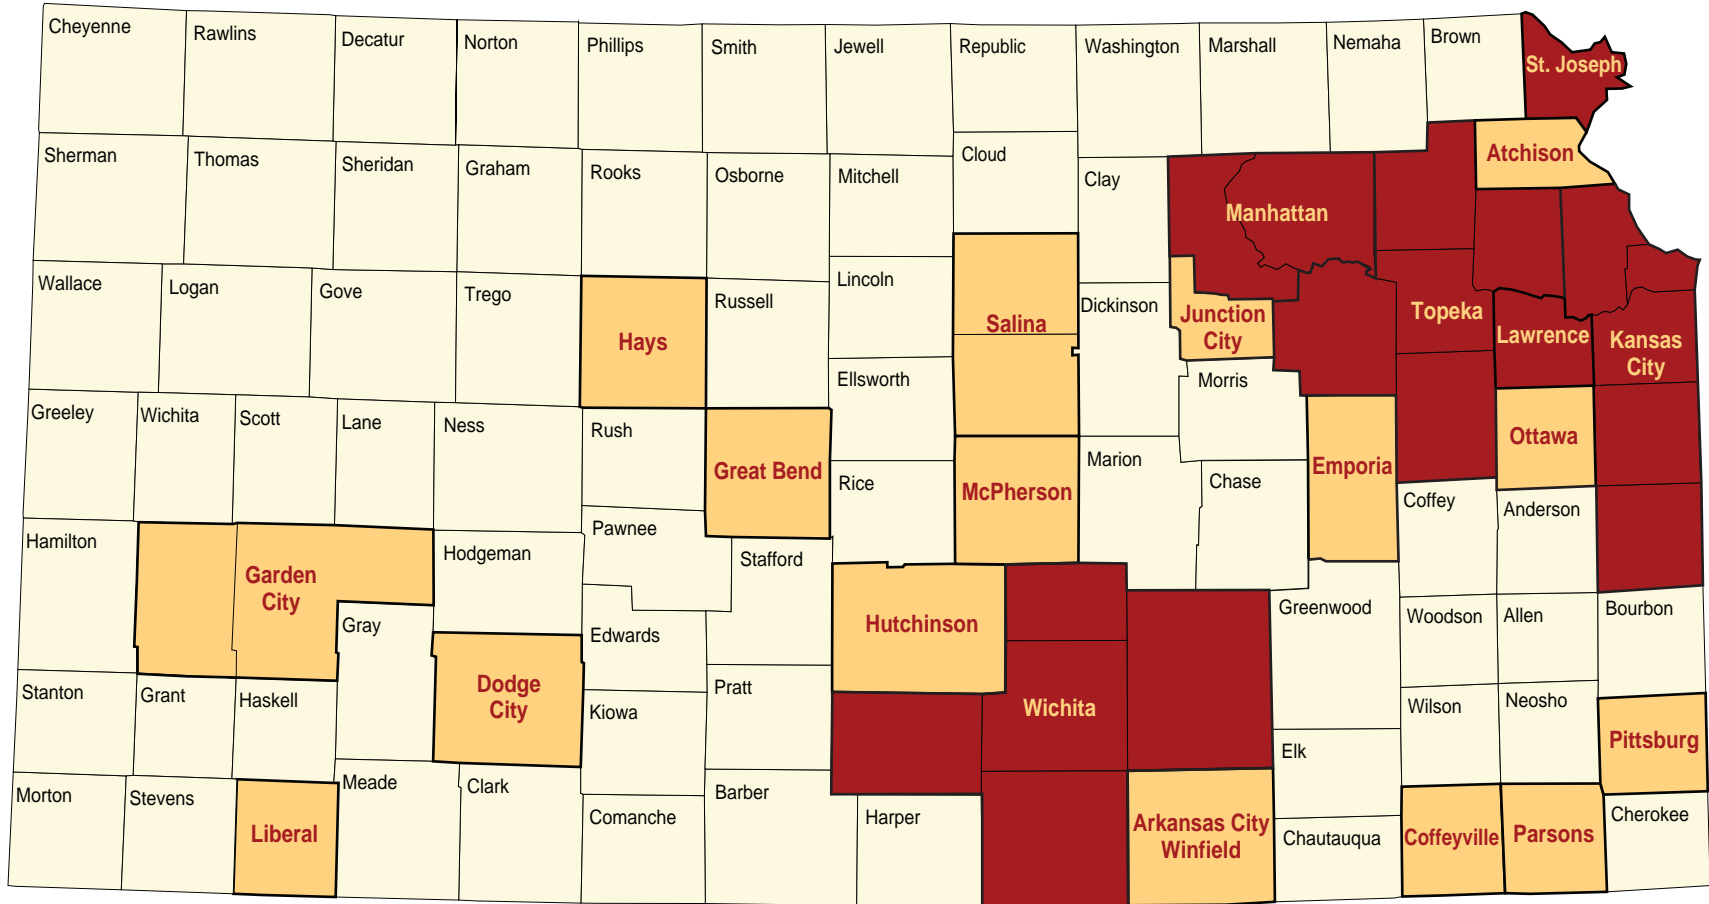 Cheyenne
Rawlins
Decatur
Norton
Phillips
Smith
Jewell
Republic
Washington
Marshall
Nemaha
Brown
St. Joseph
Sherman
Thomas
Sheridan
Graham
Rooks
Osborne
Mitchell
Cloud
Clay
Manhattan
Atchison
Wallace
Logan
Gove
Trego
Hays
Russell
Lincoln
Salina
Dickinson
Junction
City
Topeka
Lawrence
Kansas
City
Ellsworth
Morris
Greeley
Wichita
Scott
Lane
Ness
Rush
Great Bend
Rice
McPherson
Marion
Chase
Emporia
Ottawa
Coffey
Anderson
Hamilton
Garden
City
Hodgeman
Pawnee
Stafford
Hutchinson
Greenwood
Woodson
Allen
Bourbon
Gray
Edwards
Stanton
Grant
Haskell
Dodge
City
Kiowa
Pratt
Wichita
Wilson
Neosho
Pittsburg
Elk
Morton
Stevens
Liberal
Meade
Clark
Comanche
Barber
Harper
Arkansas City
Winfield
Chautauqua
Coffeyville
Parsons
Cherokee